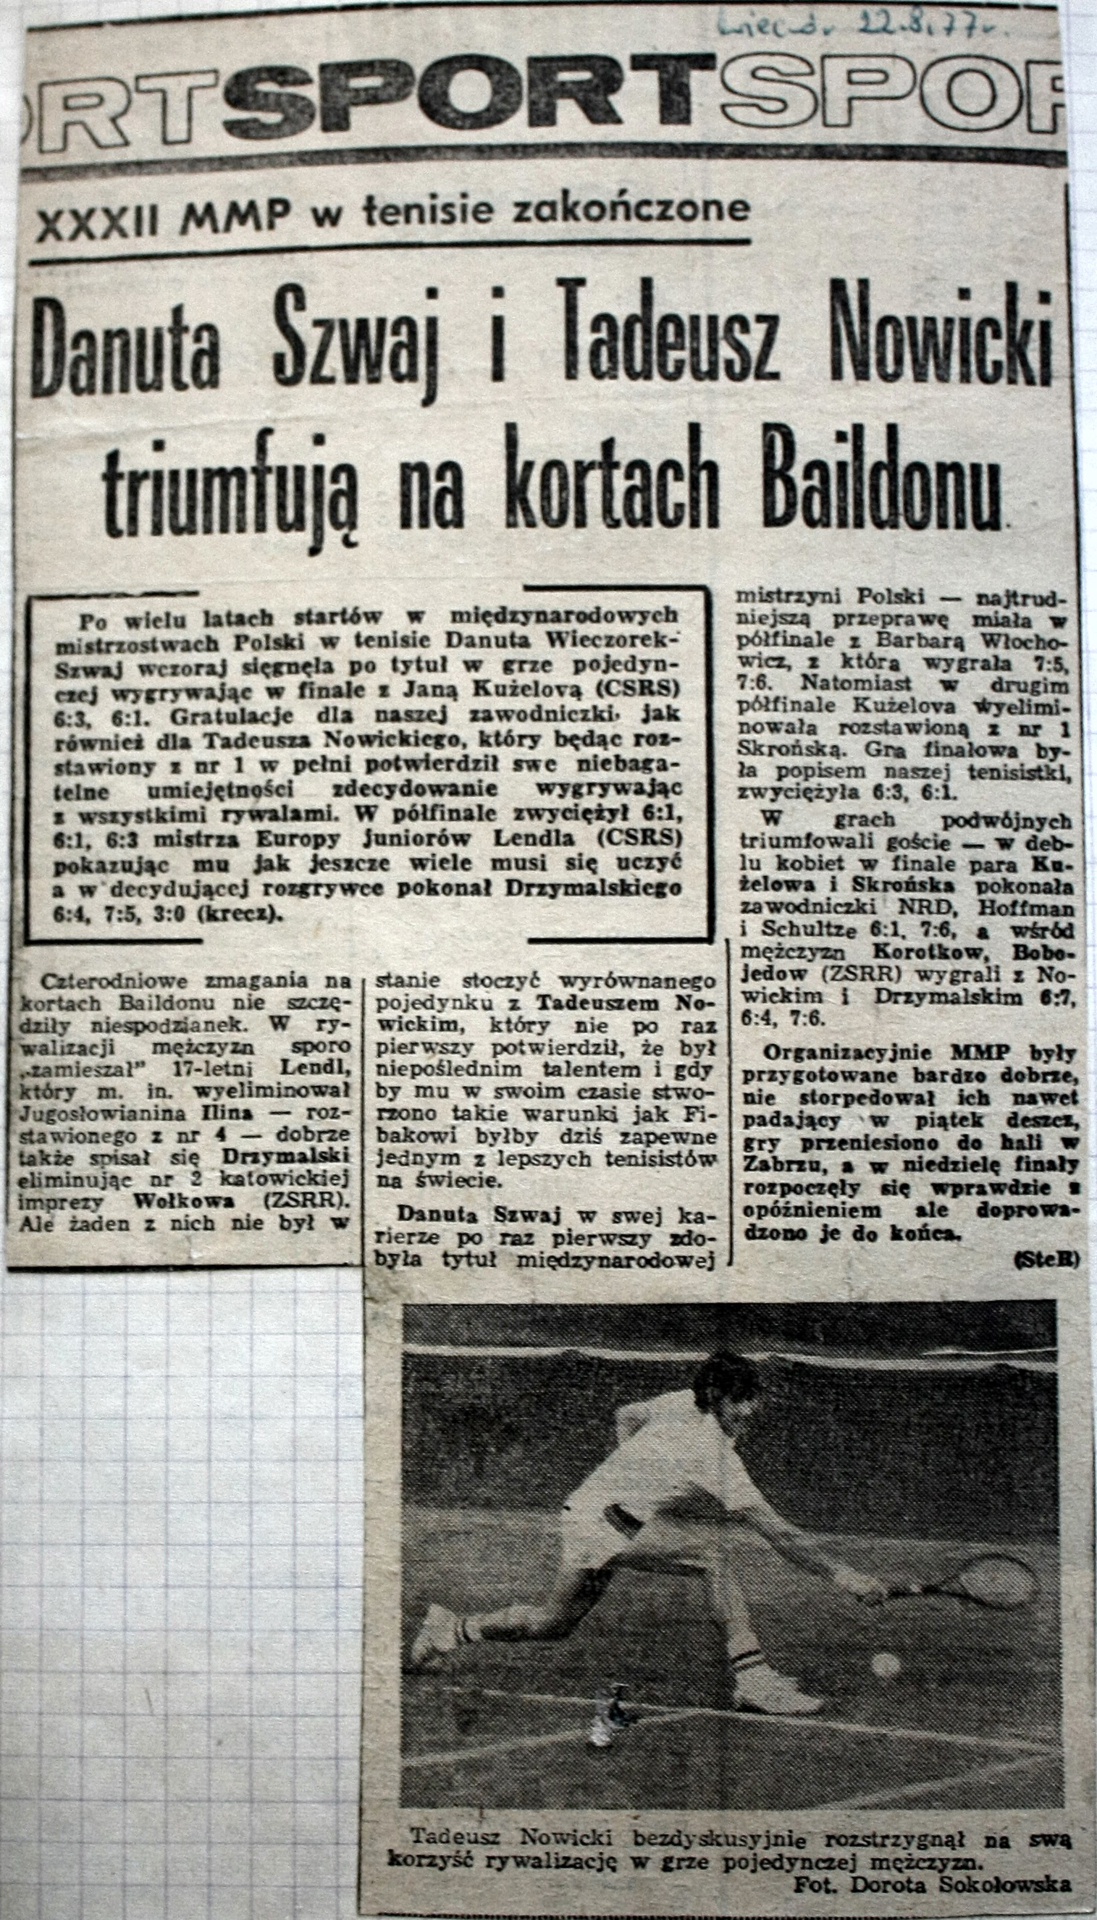 Wieczór 22.8.77r.
ORTSPORTSPOR
XXXII MMP w tenisie zakończone
Danuta Szwaj i Tadeusz Nowicki
triumfują na kortach Baildonu
Po wielu latach startów w międzynarodowych
mistrzostwach Polski w tenisie Danuta Wieczorek-
Szwaj wczoraj sięgnęła po tytuł w grze pojedyn-
czej wygrywając w finale z Janą Kużelovą (CSRS)
6:3, 6:1. Gratulacje dla naszej zawodniczki, jak
również dla Tadeusza Nowickiego, który będąc roz-
stawiony z nr 1 w pełni potwierdził swe niebaga-
telne umiejętności zdecydowanie wygrywając
z wszystkimi rywalami. W półfinale zwyciężył 6:1,
6:1, 6:3 mistrza Europy juniorów Lendla (CSRS)
pokazując mu jak jeszcze wiele musi się uczyć
a w decydującej rozgrywce pokonał Drzymalskiego
6:4, 7:5, 3:0 (krecz).
Czterodniowe zmagania na
kortach Baildonu nie szczę-
dziły niespodzianek. W ry-
walizacji mężczyzn sporo
„zamieszał" 17-letni Lendl,
który m. in. wyeliminował
Jugosłowianina Ilina — roz-
stawionego z nr 4 — dobrze
także spisał się Drzymalski
eliminując nr 2 katowickiej
imprezy Wołkowa (ZSRR).
Ale żaden z nich nie był w
stanie stoczyć wyrównanego
pojedynku z Tadeuszem No-
wickim, który nie po raz
pierwszy potwierdził, że był
niepoślednim talentem i gdy
by mu w swoim czasie stwo-
rzono takie warunki jak Fi-
bakowi byłby dziś zapewne
jednym z lepszych tenisistów
na świecie.
Danuta Szwaj w swej ka-
rierze po raz pierwszy zdo-
była tytuł międzynarodowej
mistrzyni Polski — najtrud-
niejszą przeprawę miała w
półfinale z Barbarą Włocho-
wicz, z którą wygrała 7:5,
7:6. Natomiast w drugim
półfinale Kużelova wyelimi-
nowała rozstawioną z nr 1
Skrońską. Gra finałowa by-
ła popisem naszej tenisistki,
zwyciężyła 6:3, 6:1.
W grach podwójnych
triumfowali goście — w deb-
lu kobiet w finale para Ku-
żelowa i Skrońska pokonała
zawodniczki NRD, Hoffman
i Schultze 6:1, 7:6, a wśród
mężczyzn Korotkow, Bobo-
jedow (ZSRR) wygrali z No-
wickim i Drzymalskim 6:7,
6:4, 7:6.
Organizacyjnie MMP były
przygotowane bardzo dobrze,
nie storpedował ich nawet
padający w piątek deszcz,
gry przeniesiono do hali w
Zabrzu, a w niedzielę finały
rozpoczęły się wprawdzie z
opóźnieniem ale doprowa-
dzono je do końca.
(SteR)
Tadeusz Nowicki bezdyskusyjnie rozstrzygnął na swą
korzyść rywalizację w grze pojedynczej mężczyzn.
Fot. Dorota Sokołowska